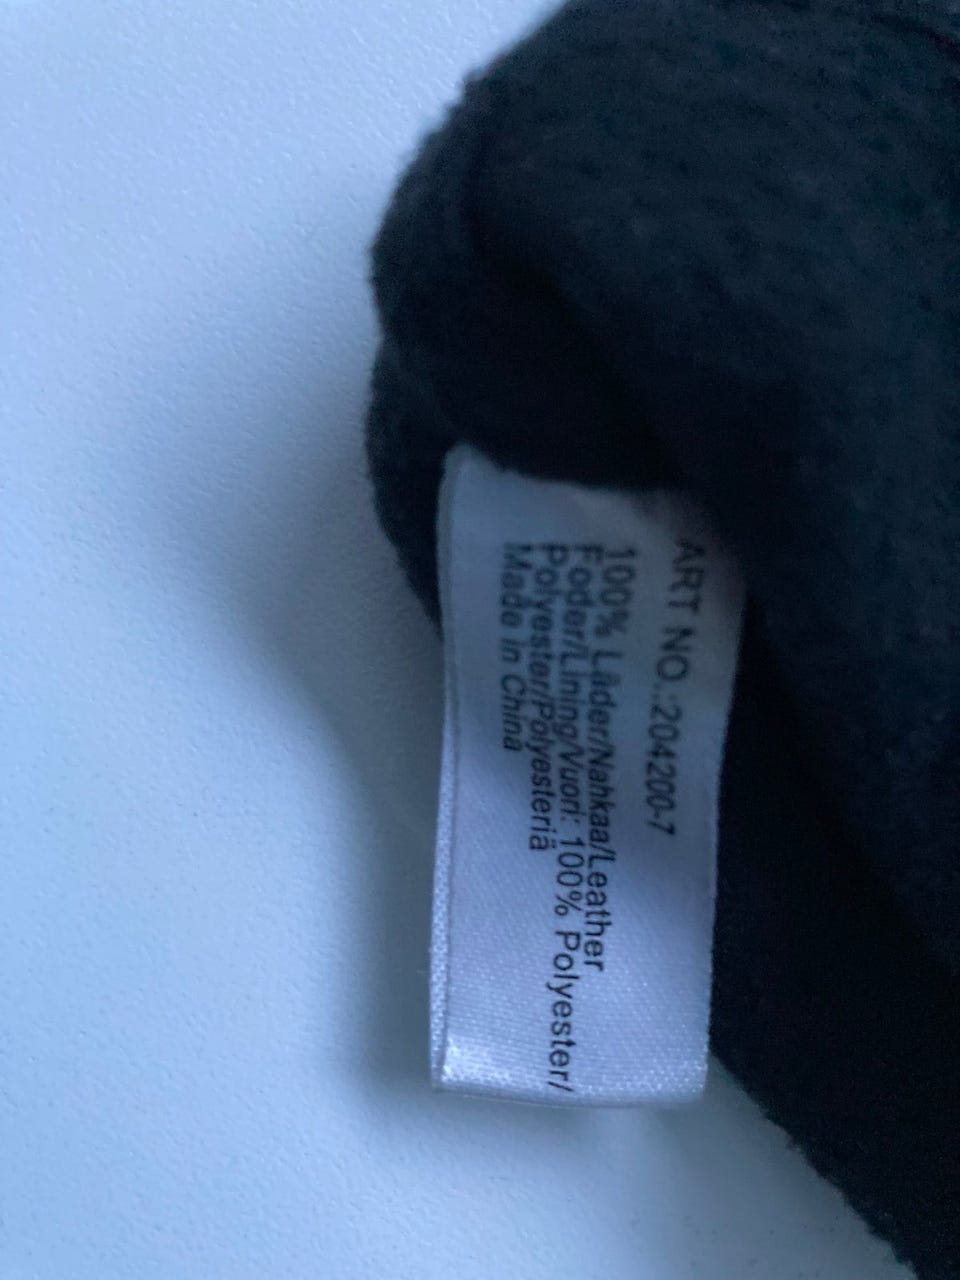 ART NO.:204200-7
100% Läder/Nahkaa/Leather
Foder/Lining/Vuori: 100% Polyester/
Polyester/Polyesteriä
Made in China